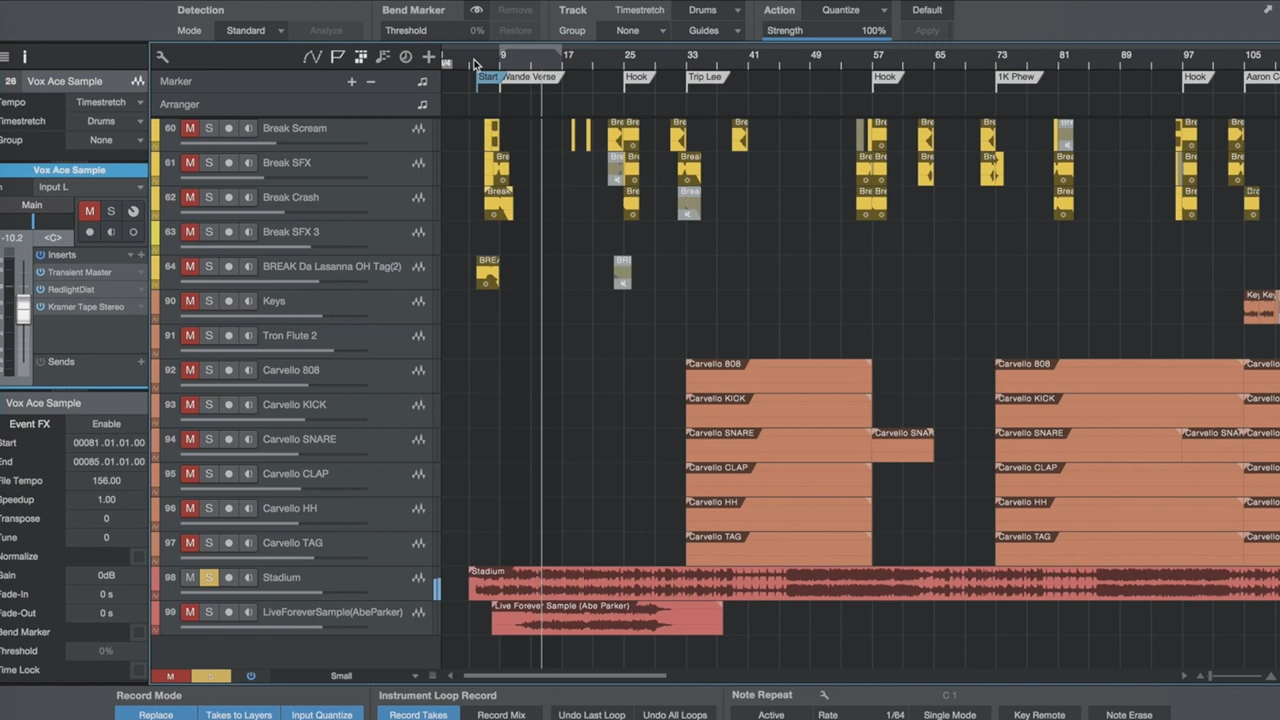 Detection
Bend Marker
Remove
Track
Timestretch
Drums
Action
Quantize
Default
Mode
Standard
Analyze
Threshold
0%
Restore
Group
None
Guides
Strength
100%
Apply
9
17
25
33
41
49
57
65
73
81
89
97
105
Start
Wande Verse
Hook
Trip Lee
Hook
1K Phew
Hook
Aaron C
26
Vox Ace Sample
Tempo
Timestretch
Timestretch
Drums
Group
None
Vox Ace Sample
Input L
Main
M
S
-10.2
<C>
Inserts
Transient Master
RedlightDist
Kramer Tape Stereo
Sends
Vox Ace Sample
Event FX
Enable
Start
00081.01.01.00
End
00085.01.01.00
File Tempo
156.00
Speedup
1.00
Transpose
0
Tune
0
Normalize
Gain
0dB
Fade-In
0 s
Fade-Out
0 s
Bend Marker
Threshold
0%
Time Lock
Marker
Arranger
60 M S Break Scream
61 M S Break SFX
62 M S Break Crash
63 M S Break SFX 3
64 M S BREAK Da Lasanna OH Tag(2)
90 M S Keys
91 M S Tron Flute 2
92 M S Carvello 808
93 M S Carvello KICK
94 M S Carvello SNARE
95 M S Carvello CLAP
96 M S Carvello HH
97 M S Carvello TAG
98 M S Stadium
99 M S LiveForeverSample(AbeParker)
Carvello 808
Carvello 808
Carvello
Carvello KICK
Carvello KICK
Carvello
Carvello SNARE
Carvello SNAR
Carvello SNARE
Carvello SNA
Carvello
Carvello CLAP
Carvello CLAP
Carvello
Carvello HH
Carvello HH
Carvello
Carvello TAG
Carvello TAG
Carvello
Stadium
Live Forever Sample (Abe Parker)
M
S
Small
Record Mode
Instrument Loop Record
Note Repeat
C 1
Replace
Takes to Layers
Input Quantize
Record Takes
Record Mix
Undo Last Loop
Undo All Loops
Active
Rate
1/64
Single Mode
Key Remote
Note Erase